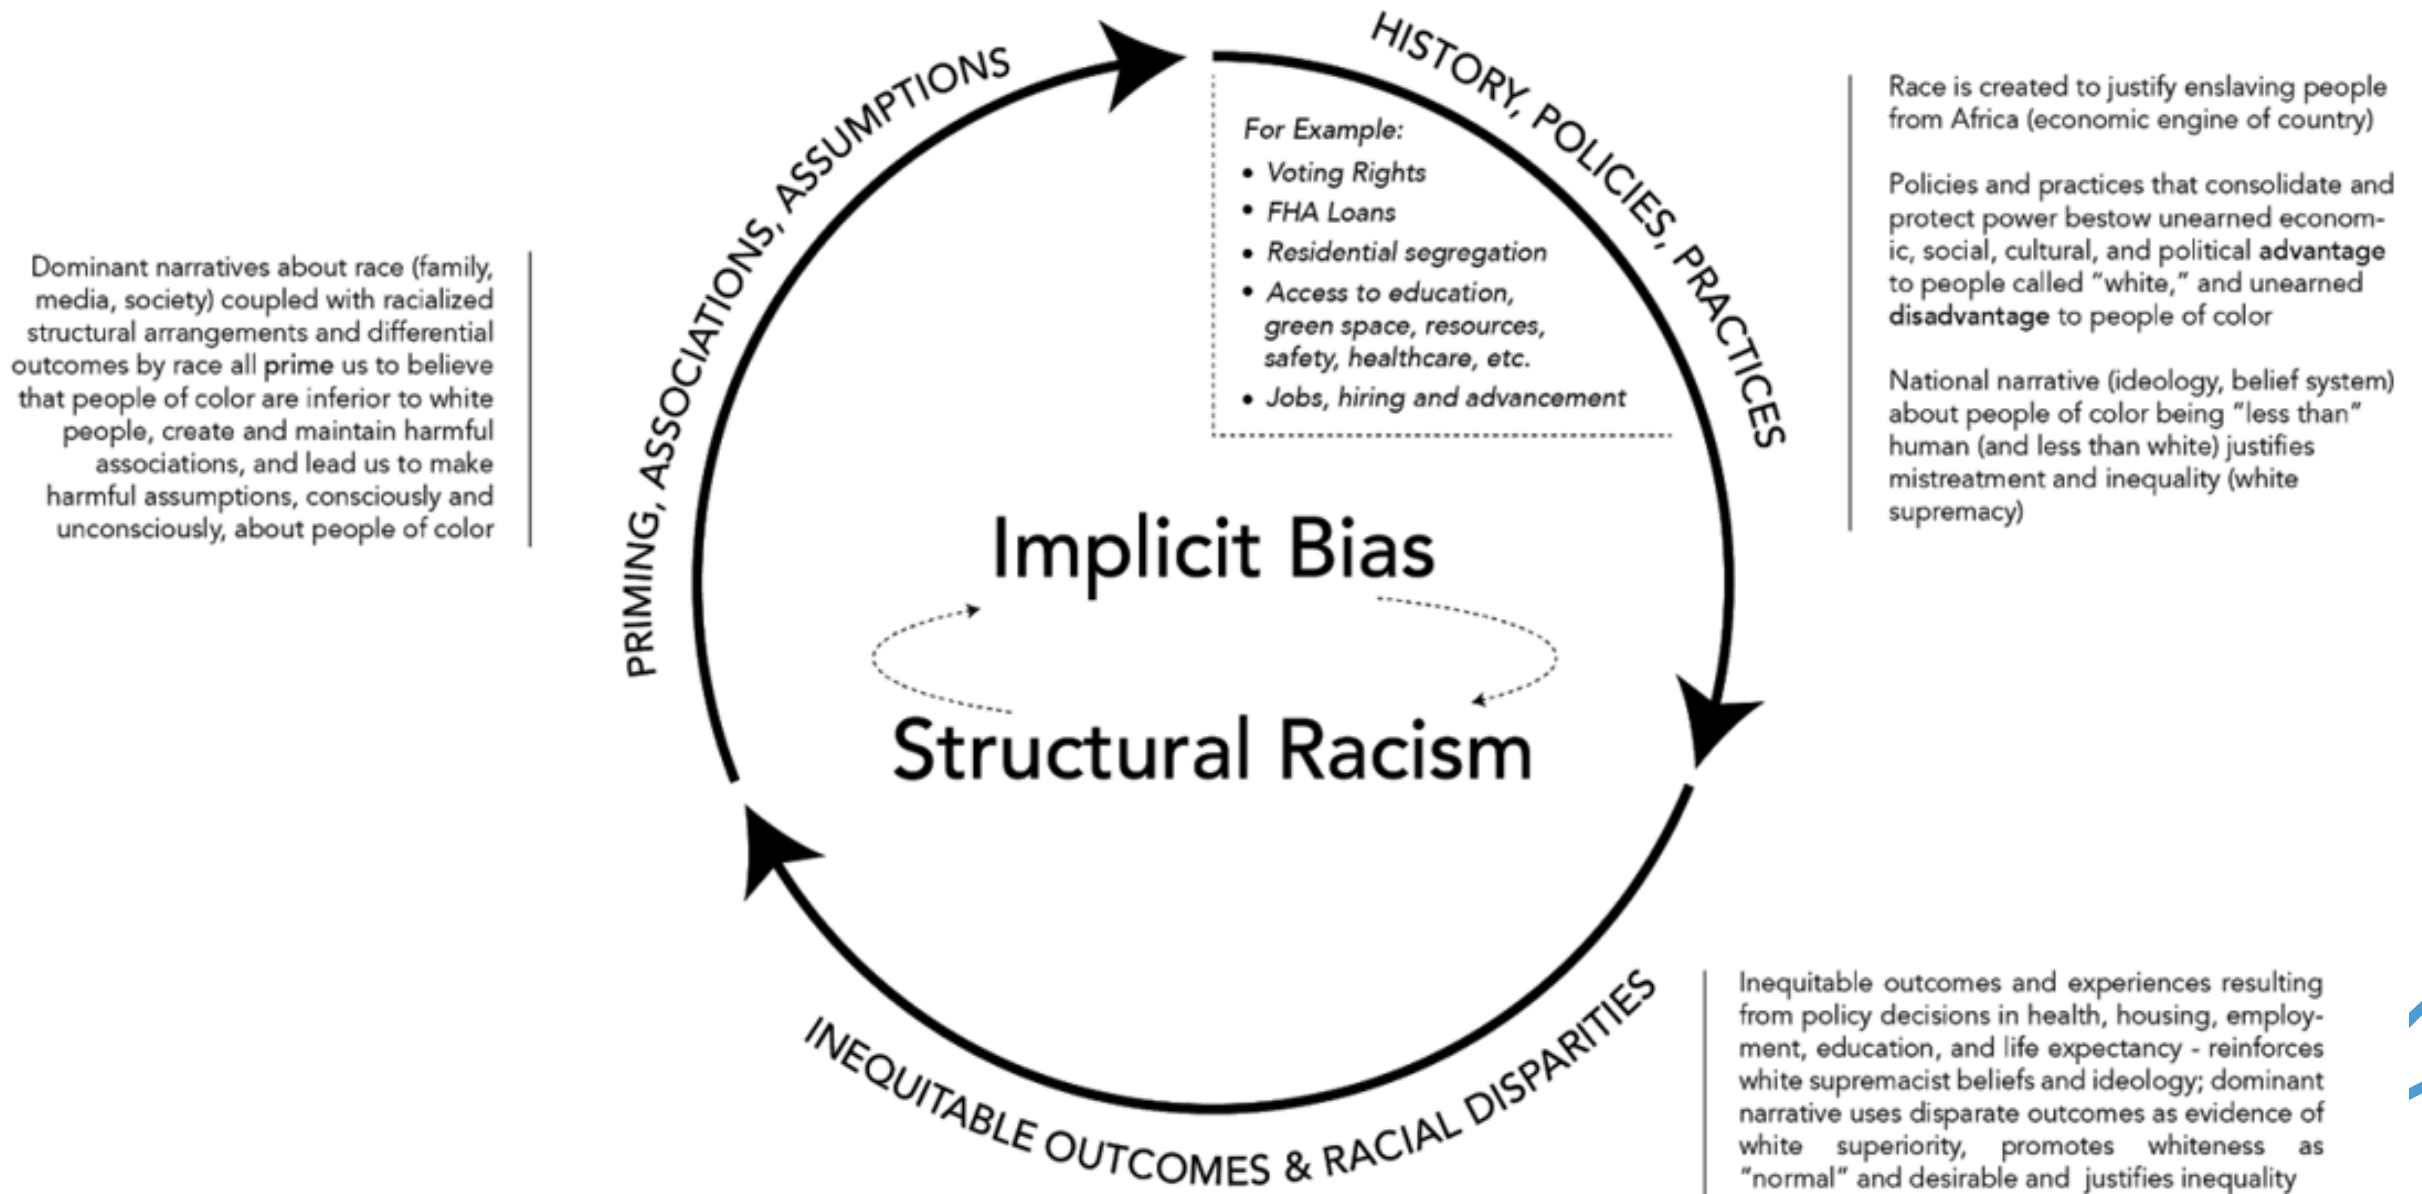 PRIMING, ASSOCIATIONS, ASSUMPTIONS
Dominant narratives about race (family,
media, society) coupled with racialized
structural arrangements and differential
outcomes by race all prime us to believe
that people of color are inferior to white
people, create and maintain harmful
associations, and lead us to make
harmful assumptions, consciously and
unconsciously, about people of color
HISTORY, POLICIES, PRACTICES
For Example:
• Voting Rights
• FHA Loans
• Residential segregation
• Access to education,
green space, resources,
safety, healthcare, etc.
• Jobs, hiring and advancement
Race is created to justify enslaving people
from Africa (economic engine of country)
Policies and practices that consolidate and
protect power bestow unearned econom-
ic, social, cultural, and political advantage
to people called “white,” and unearned
disadvantage to people of color
National narrative (ideology, belief system)
about people of color being “less than”
human (and less than white) justifies
mistreatment and inequality (white
supremacy)
Implicit Bias
Structural Racism
INEQUITABLE OUTCOMES & RACIAL DISPARITIES
Inequitable outcomes and experiences resulting
from policy decisions in health, housing, employ-
ment, education, and life expectancy - reinforces
white supremacist beliefs and ideology; dominant
narrative uses disparate outcomes as evidence of
white superiority, promotes whiteness as
“normal” and desirable and justifies inequality